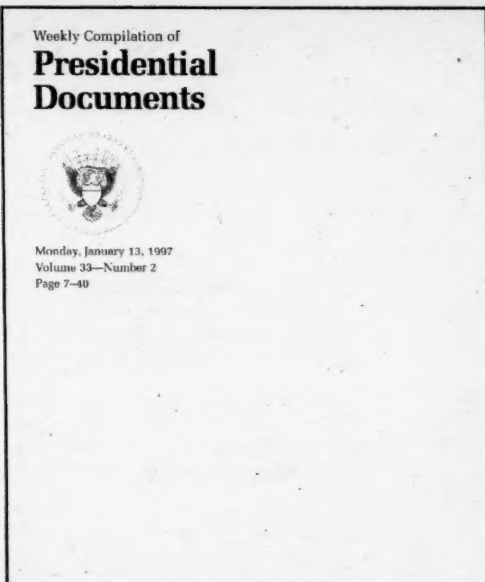 Weekly Compilation of
Presidential
Documents
Monday, January 13, 1997
Volume 33—Number 2
Page 7–40